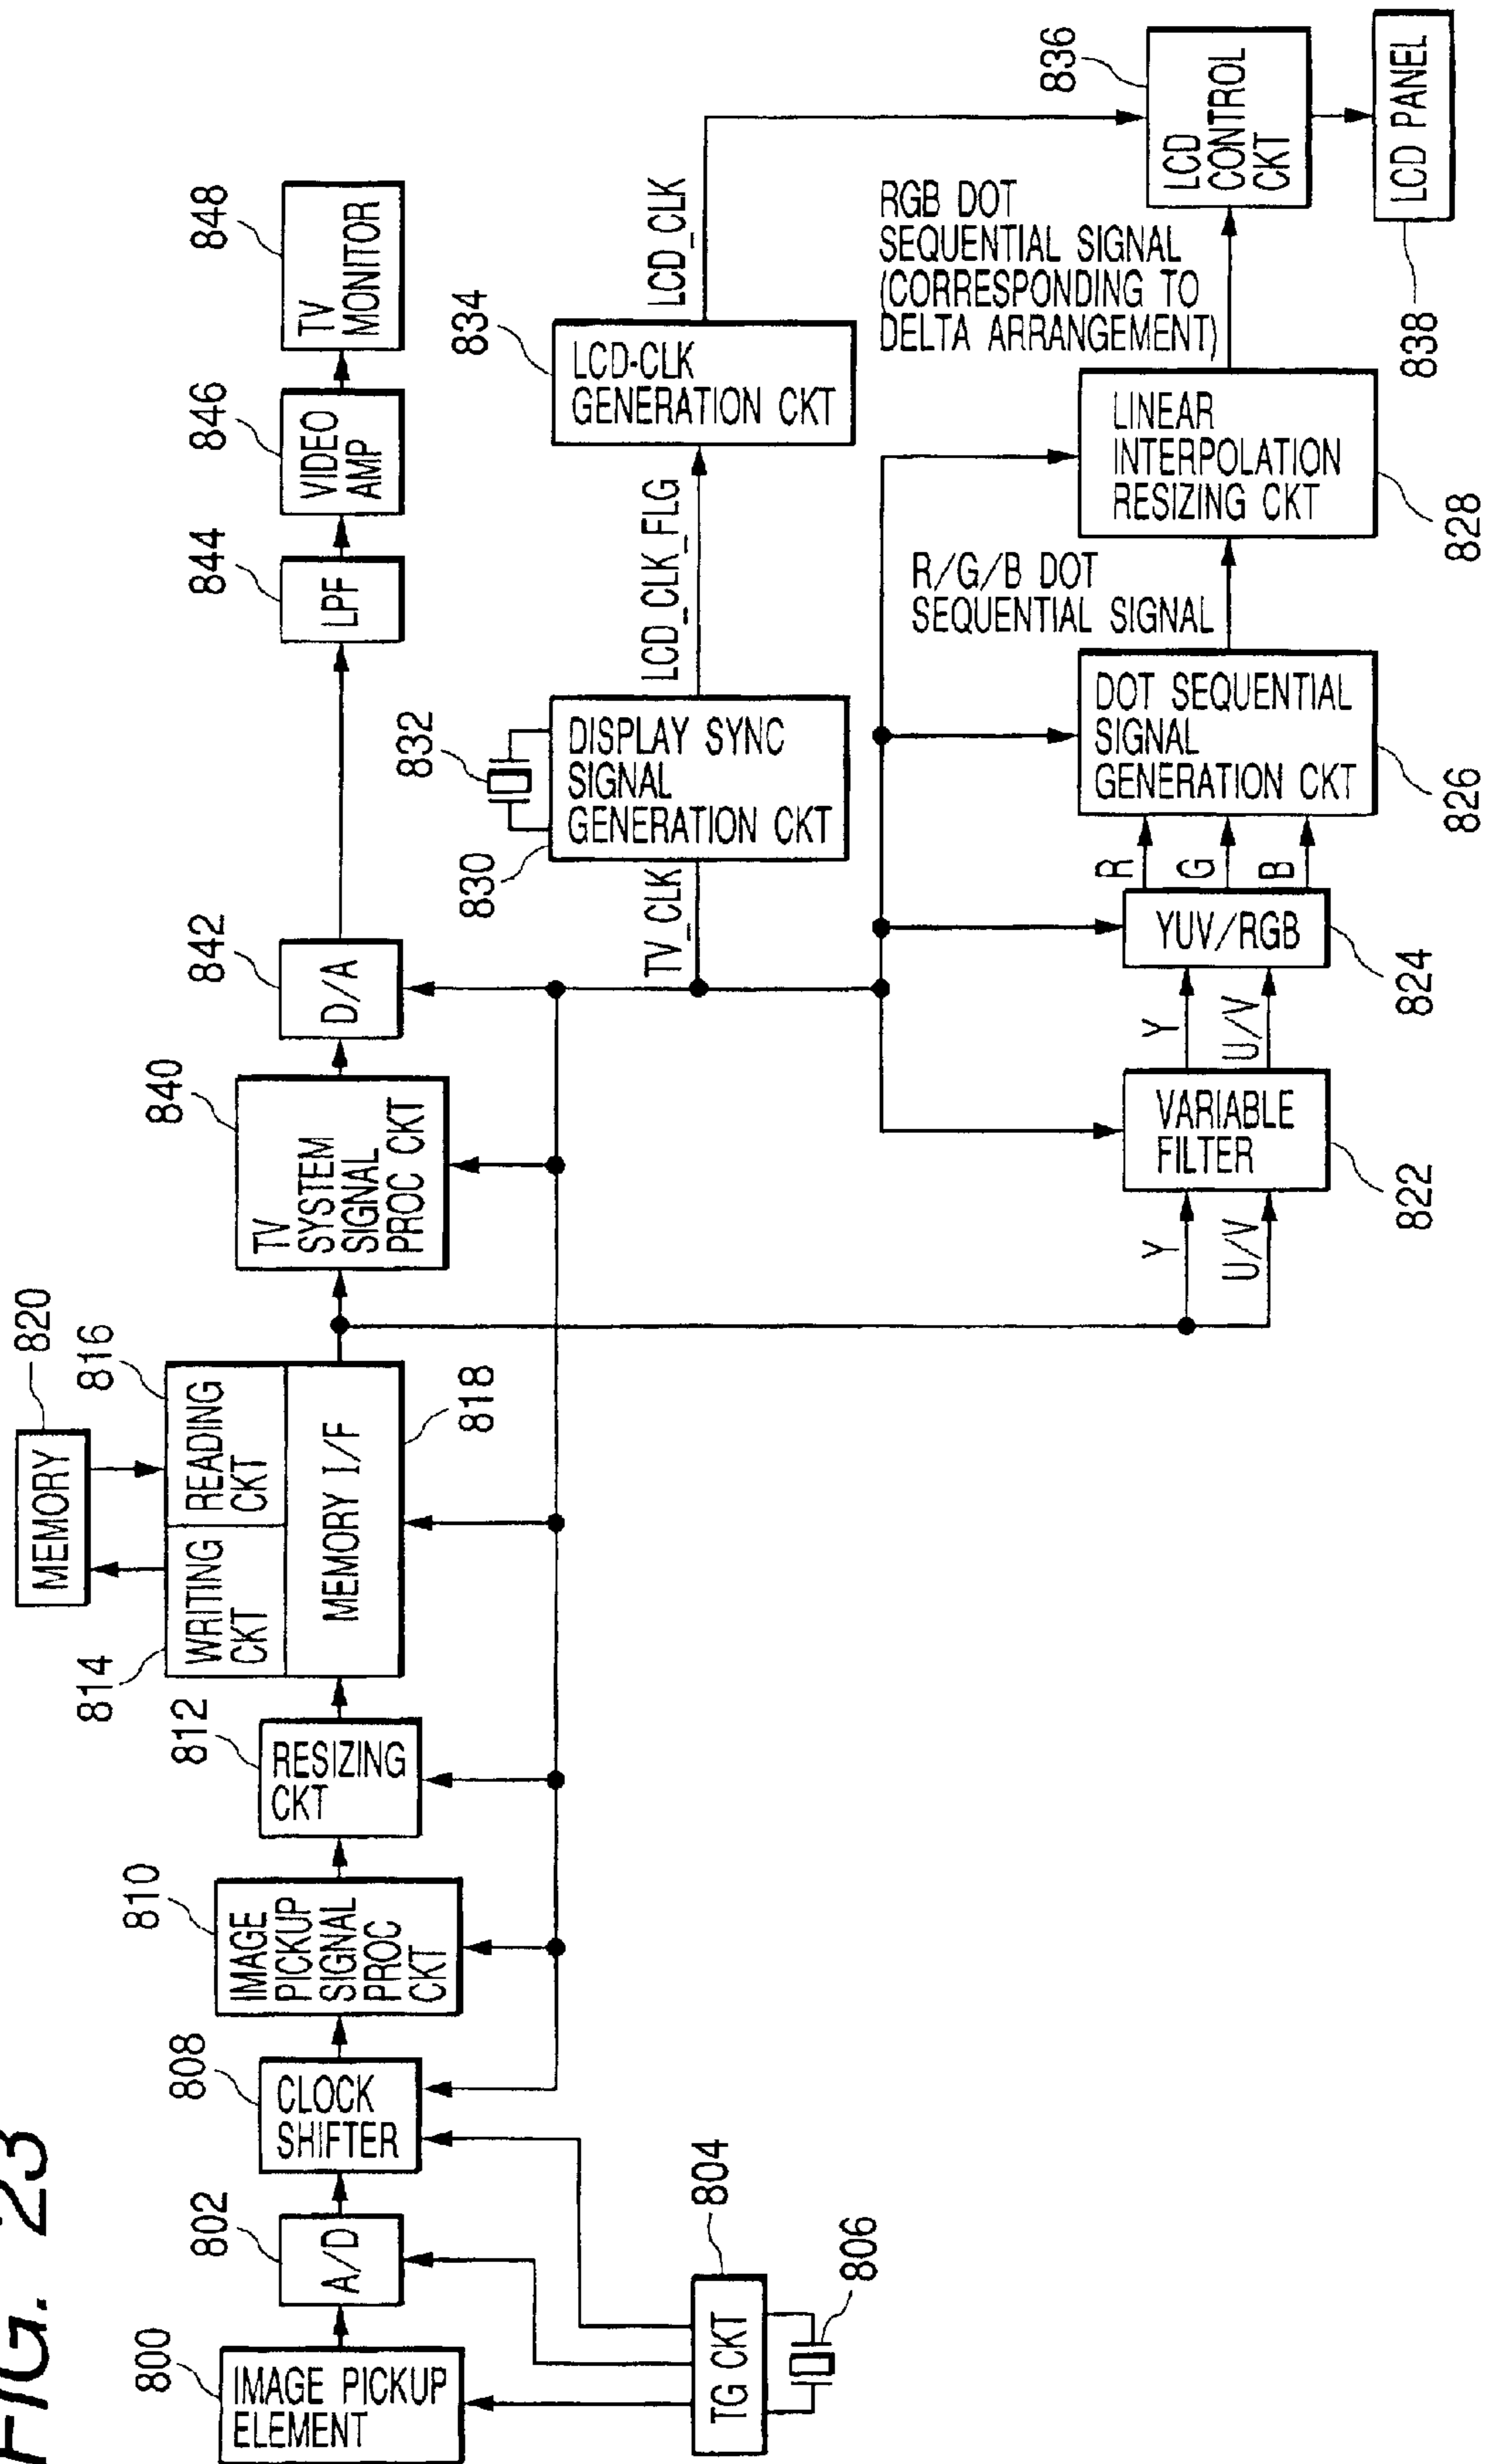 FIG. 23
800
IMAGE PICKUP
ELEMENT
802
A/D
804
TG CKT
806
808
CLOCK
SHIFTER
810
IMAGE
PICKUP
SIGNAL
PROC
CKT
812
RESIZING
CKT
814
WRITING
CKT
816
READING
CKT
MEMORY I/F
818
MEMORY
820
840
TV
SYSTEM
SIGNAL
PROC CKT
842
D/A
844
LPF
846
VIDEO
AMP
848
TV
MONITOR
TV_CLK
830
832
DISPLAY SYNC
SIGNAL
GENERATION CKT
LCD_CLK_FLG
834
LCD-CLK
GENERATION CKT
LCD_CLK
Y
U/V
VARIABLE
FILTER
822
Y
U/V
YUV/RGB
824
R
G
B
DOT SEQUENTIAL
SIGNAL
GENERATION CKT
826
R/G/B DOT
SEQUENTIAL SIGNAL
LINEAR
INTERPOLATION
RESIZING CKT
828
RGB DOT
SEQUENTIAL SIGNAL
(CORRESPONDING TO
DELTA ARRANGEMENT)
836
LCD
CONTROL
CKT
LCD PANEL
838